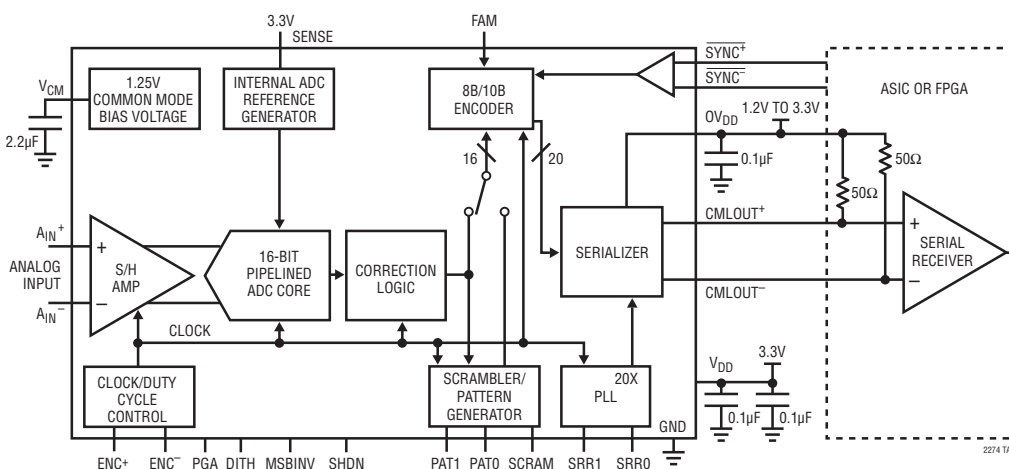 3.3V
SENSE
FAM
SYNC+
SYNC−
ASIC OR FPGA
VCM
1.25V
COMMON MODE
BIAS VOLTAGE
INTERNAL ADC
REFERENCE
GENERATOR
8B/10B
ENCODER
1.2V TO 3.3V
OVDD
2.2µF
16
20
0.1µF
50Ω
50Ω
AIN+
ANALOG
INPUT
AIN−
+
S/H
AMP
−
16-BIT
PIPELINED
ADC CORE
CORRECTION
LOGIC
SERIALIZER
CMLOUT+
CMLOUT−
+
SERIAL
RECEIVER
−
CLOCK
CLOCK/DUTY
CYCLE
CONTROL
SCRAMBLER/
PATTERN
GENERATOR
20X
PLL
VDD
3.3V
0.1µF
0.1µF
GND
ENC+
ENC−
PGA
DITH
MSBINV
SHDN
PAT1
PAT0
SCRAM
SRR1
SRR0
2274 TA